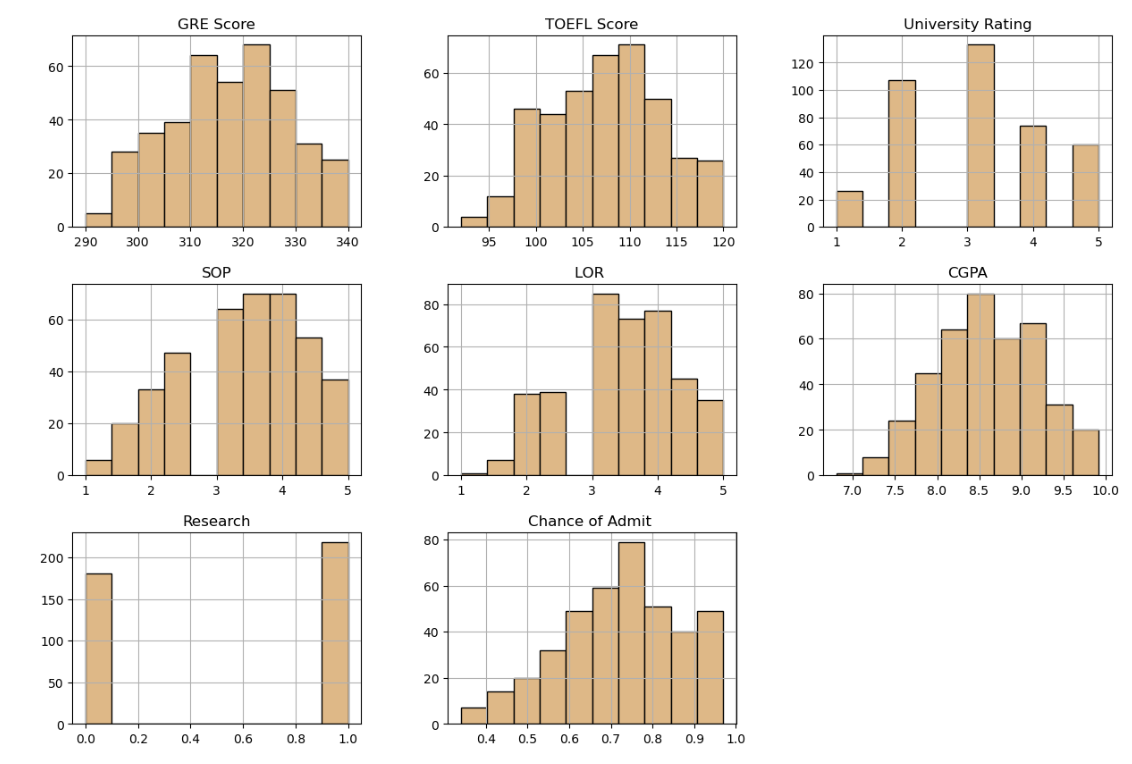 GRE Score
60
40
20
0
290 300 310 320 330 340
TOEFL Score
60
40
20
0
95 100 105 110 115 120
University Rating
120
100
80
60
40
20
0
1 2 3 4 5
SOP
60
40
20
0
1 2 3 4 5
LOR
80
60
40
20
0
1 2 3 4 5
CGPA
80
60
40
20
0
7.0 7.5 8.0 8.5 9.0 9.5 10.0
Research
200
150
100
50
0
0.0 0.2 0.4 0.6 0.8 1.0
Chance of Admit
80
60
40
20
0
0.4 0.5 0.6 0.7 0.8 0.9 1.0